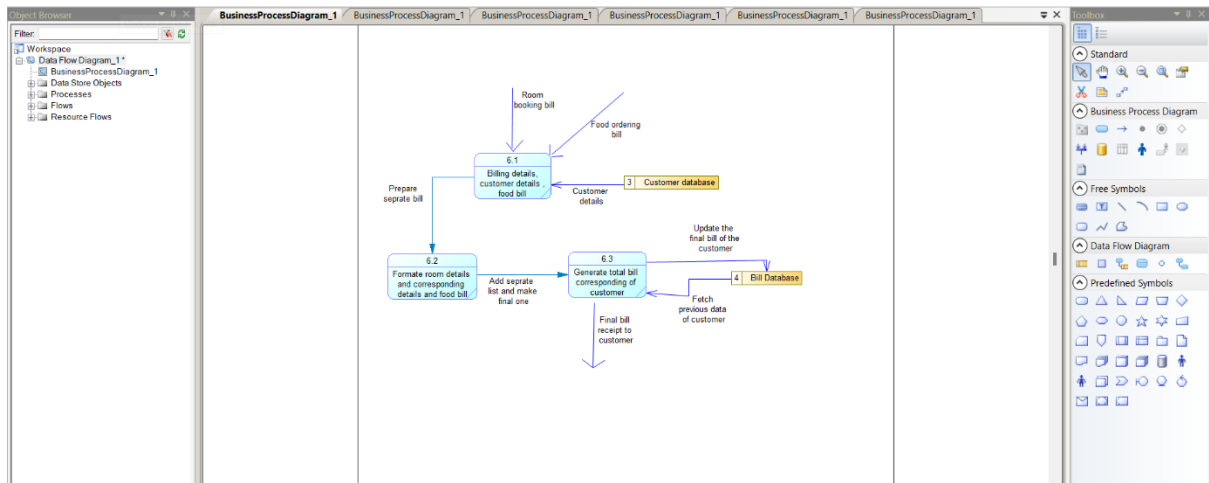 Object Browser
Filter:
Workspace
Data Flow Diagram_1 *
BusinessProcessDiagram_1
Data Store Objects
Processes
Flows
Resource Flows
BusinessProcessDiagram_1
BusinessProcessDiagram_1
BusinessProcessDiagram_1
BusinessProcessDiagram_1
BusinessProcessDiagram_1
BusinessProcessDiagram_1
Room
booking bill
Food ordering
bill
6.1
Billing details,
customer details ,
food bill
Prepare
seprate bill
Customer
details
3 Customer database
6.2
Formate room details
and corresponding
details and food bill
Add seprate
list and make
final one
6.3
Generate total bill
corresponding of
customer
Update the
final bill of the
customer
4 Bill Database
Fetch
previous data
of customer
Final bill
receipt to
customer
Toolbox
Standard
Business Process Diagram
Free Symbols
Data Flow Diagram
Predefined Symbols